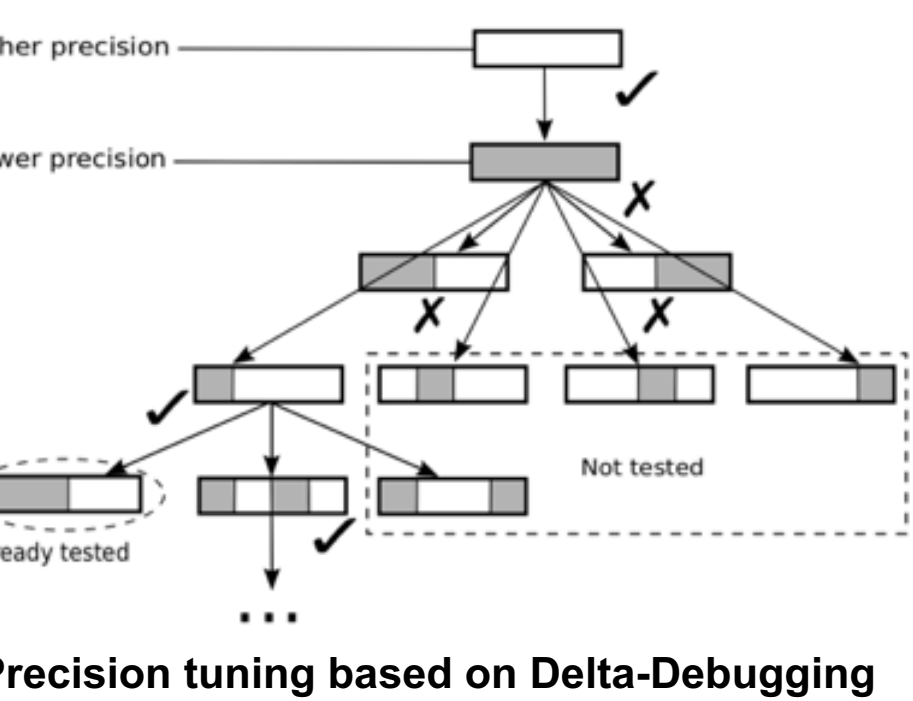 her precision
wer precision
Not tested
eady tested
...
Precision tuning based on Delta-Debugging